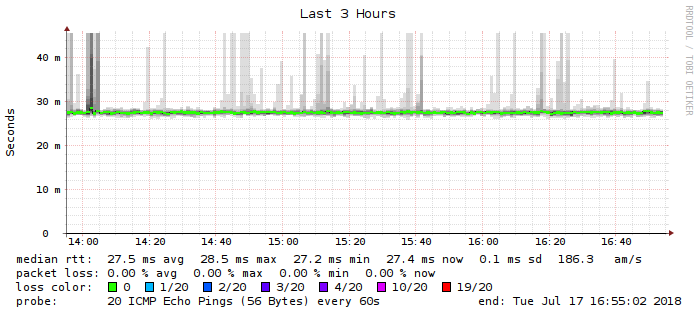 Last 3 Hours
RRDTOOL / TOBI OETIKER
Seconds
40 m
30 m
20 m
10 m
0
14:00 14:20 14:40 15:00 15:20 15:40 16:00 16:20 16:40
median rtt: 27.5 ms avg 28.5 ms max 27.2 ms min 27.4 ms now 0.1 ms sd 186.3 am/s
packet loss: 0.00 % avg 0.00 % max 0.00 % min 0.00 % now
loss color: 0 1/20 2/20 3/20 4/20 10/20 19/20
probe: 20 ICMP Echo Pings (56 Bytes) every 60s end: Tue Jul 17 16:55:02 2018